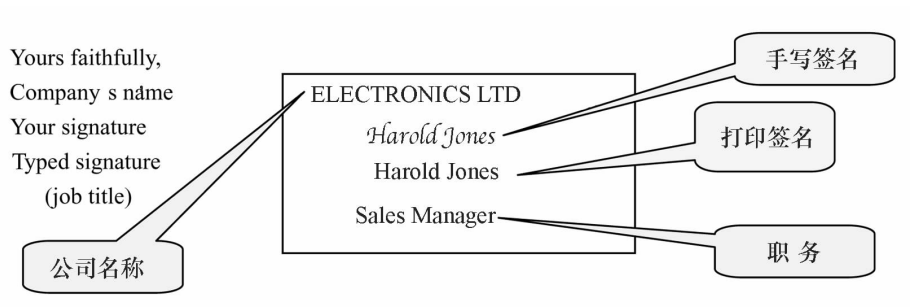 Yours faithfully,
Company s name
Your signature
Typed signature
(job title)
ELECTRONICS LTD
Harold Jones
Harold Jones
Sales Manager
手写签名
打印签名
职 务
公司名称